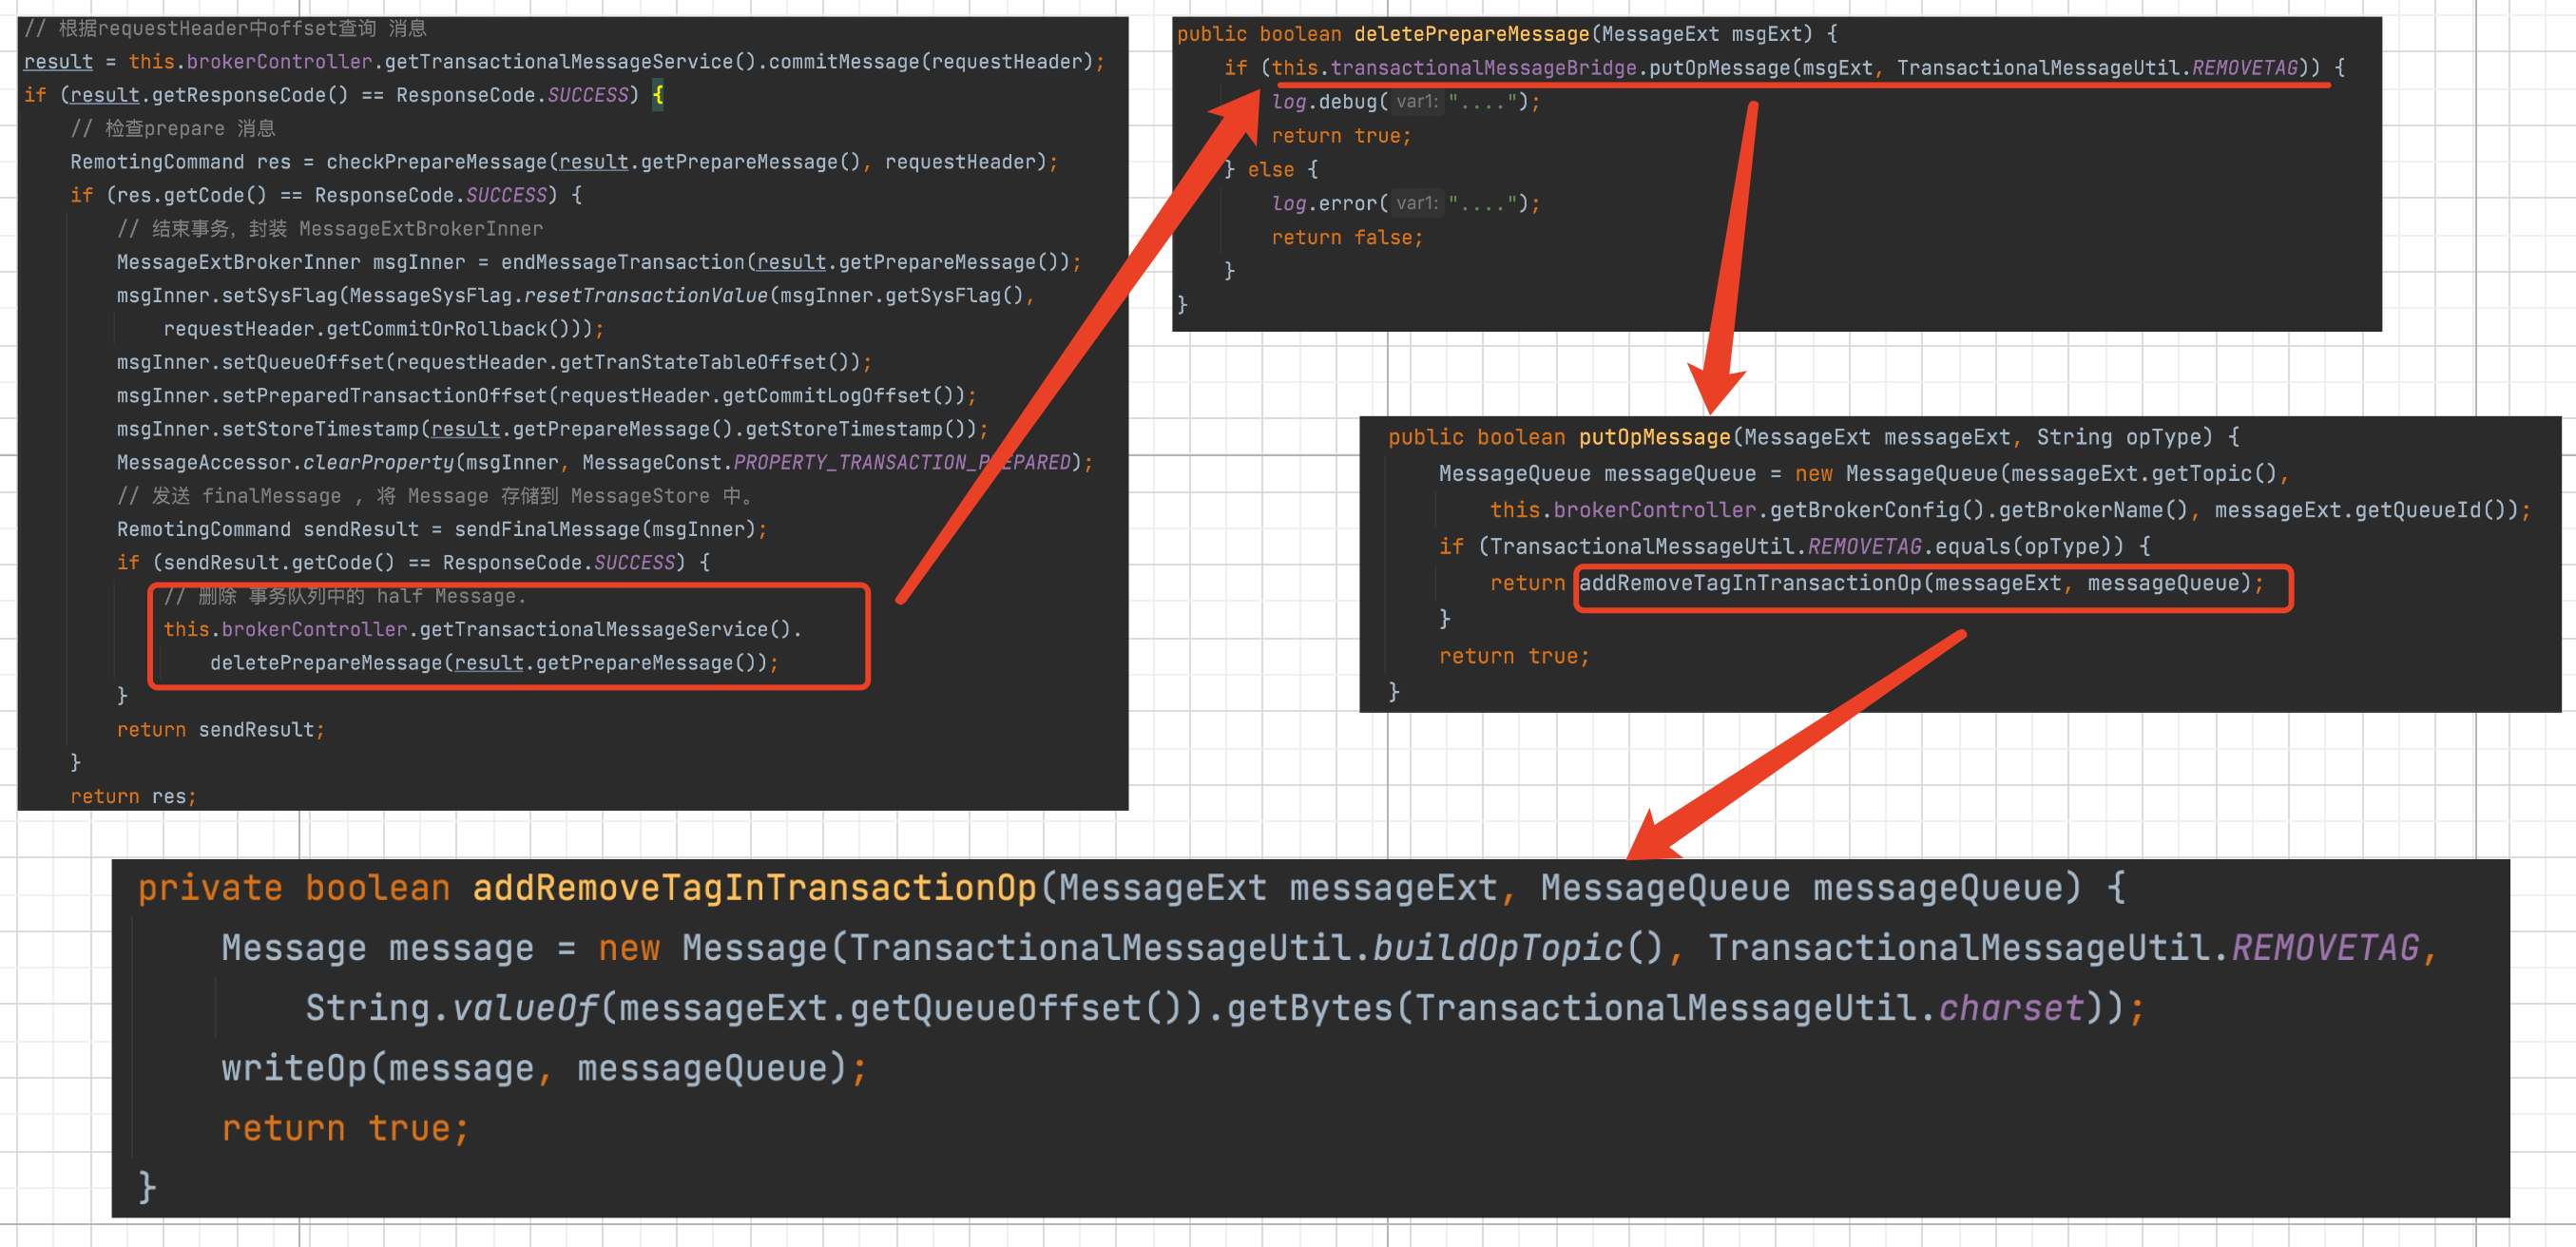 // 根据requestHeader中offset查询 消息
result = this.brokerController.getTransactionalMessageService().commitMessage(requestHeader);
if (result.getResponseCode() == ResponseCode.SUCCESS) {
// 检查prepare 消息
RemotingCommand res = checkPrepareMessage(result.getPrepareMessage(), requestHeader);
if (res.getCode() == ResponseCode.SUCCESS) {
// 结束事务，封装 MessageExtBrokerInner
MessageExtBrokerInner msgInner = endMessageTransaction(result.getPrepareMessage());
msgInner.setSysFlag(MessageSysFlag.resetTransactionValue(msgInner.getSysFlag(),
requestHeader.getCommitOrRollback()));
msgInner.setQueueOffset(requestHeader.getTranStateTableOffset());
msgInner.setPreparedTransactionOffset(requestHeader.getCommitLogOffset());
msgInner.setStoreTimestamp(result.getPrepareMessage().getStoreTimestamp());
MessageAccessor.clearProperty(msgInner, MessageConst.PROPERTY_TRANSACTION_PREPARED);
// 发送 finalMessage , 将 Message 存储到 MessageStore 中。
RemotingCommand sendResult = sendFinalMessage(msgInner);
if (sendResult.getCode() == ResponseCode.SUCCESS) {
// 删除 事务队列中的 half Message.
this.brokerController.getTransactionalMessageService().
deletePrepareMessage(result.getPrepareMessage());
}
return sendResult;
}
return res;
public boolean deletePrepareMessage(MessageExt msgExt) {
if (this.transactionalMessageBridge.putOpMessage(msgExt, TransactionalMessageUtil.REMOVETAG)) {
log.debug( var1: "....");
return true;
} else {
log.error( var1: "....");
return false;
}
}
public boolean putOpMessage(MessageExt messageExt, String opType) {
MessageQueue messageQueue = new MessageQueue(messageExt.getTopic(),
this.brokerController.getBrokerConfig().getBrokerName(), messageExt.getQueueId());
if (TransactionalMessageUtil.REMOVETAG.equals(opType)) {
return addRemoveTagInTransactionOp(messageExt, messageQueue);
}
return true;
}
private boolean addRemoveTagInTransactionOp(MessageExt messageExt, MessageQueue messageQueue) {
Message message = new Message(TransactionalMessageUtil.buildOpTopic(), TransactionalMessageUtil.REMOVETAG,
String.valueOf(messageExt.getQueueOffset()).getBytes(TransactionalMessageUtil.charset));
writeOp(message, messageQueue);
return true;
}